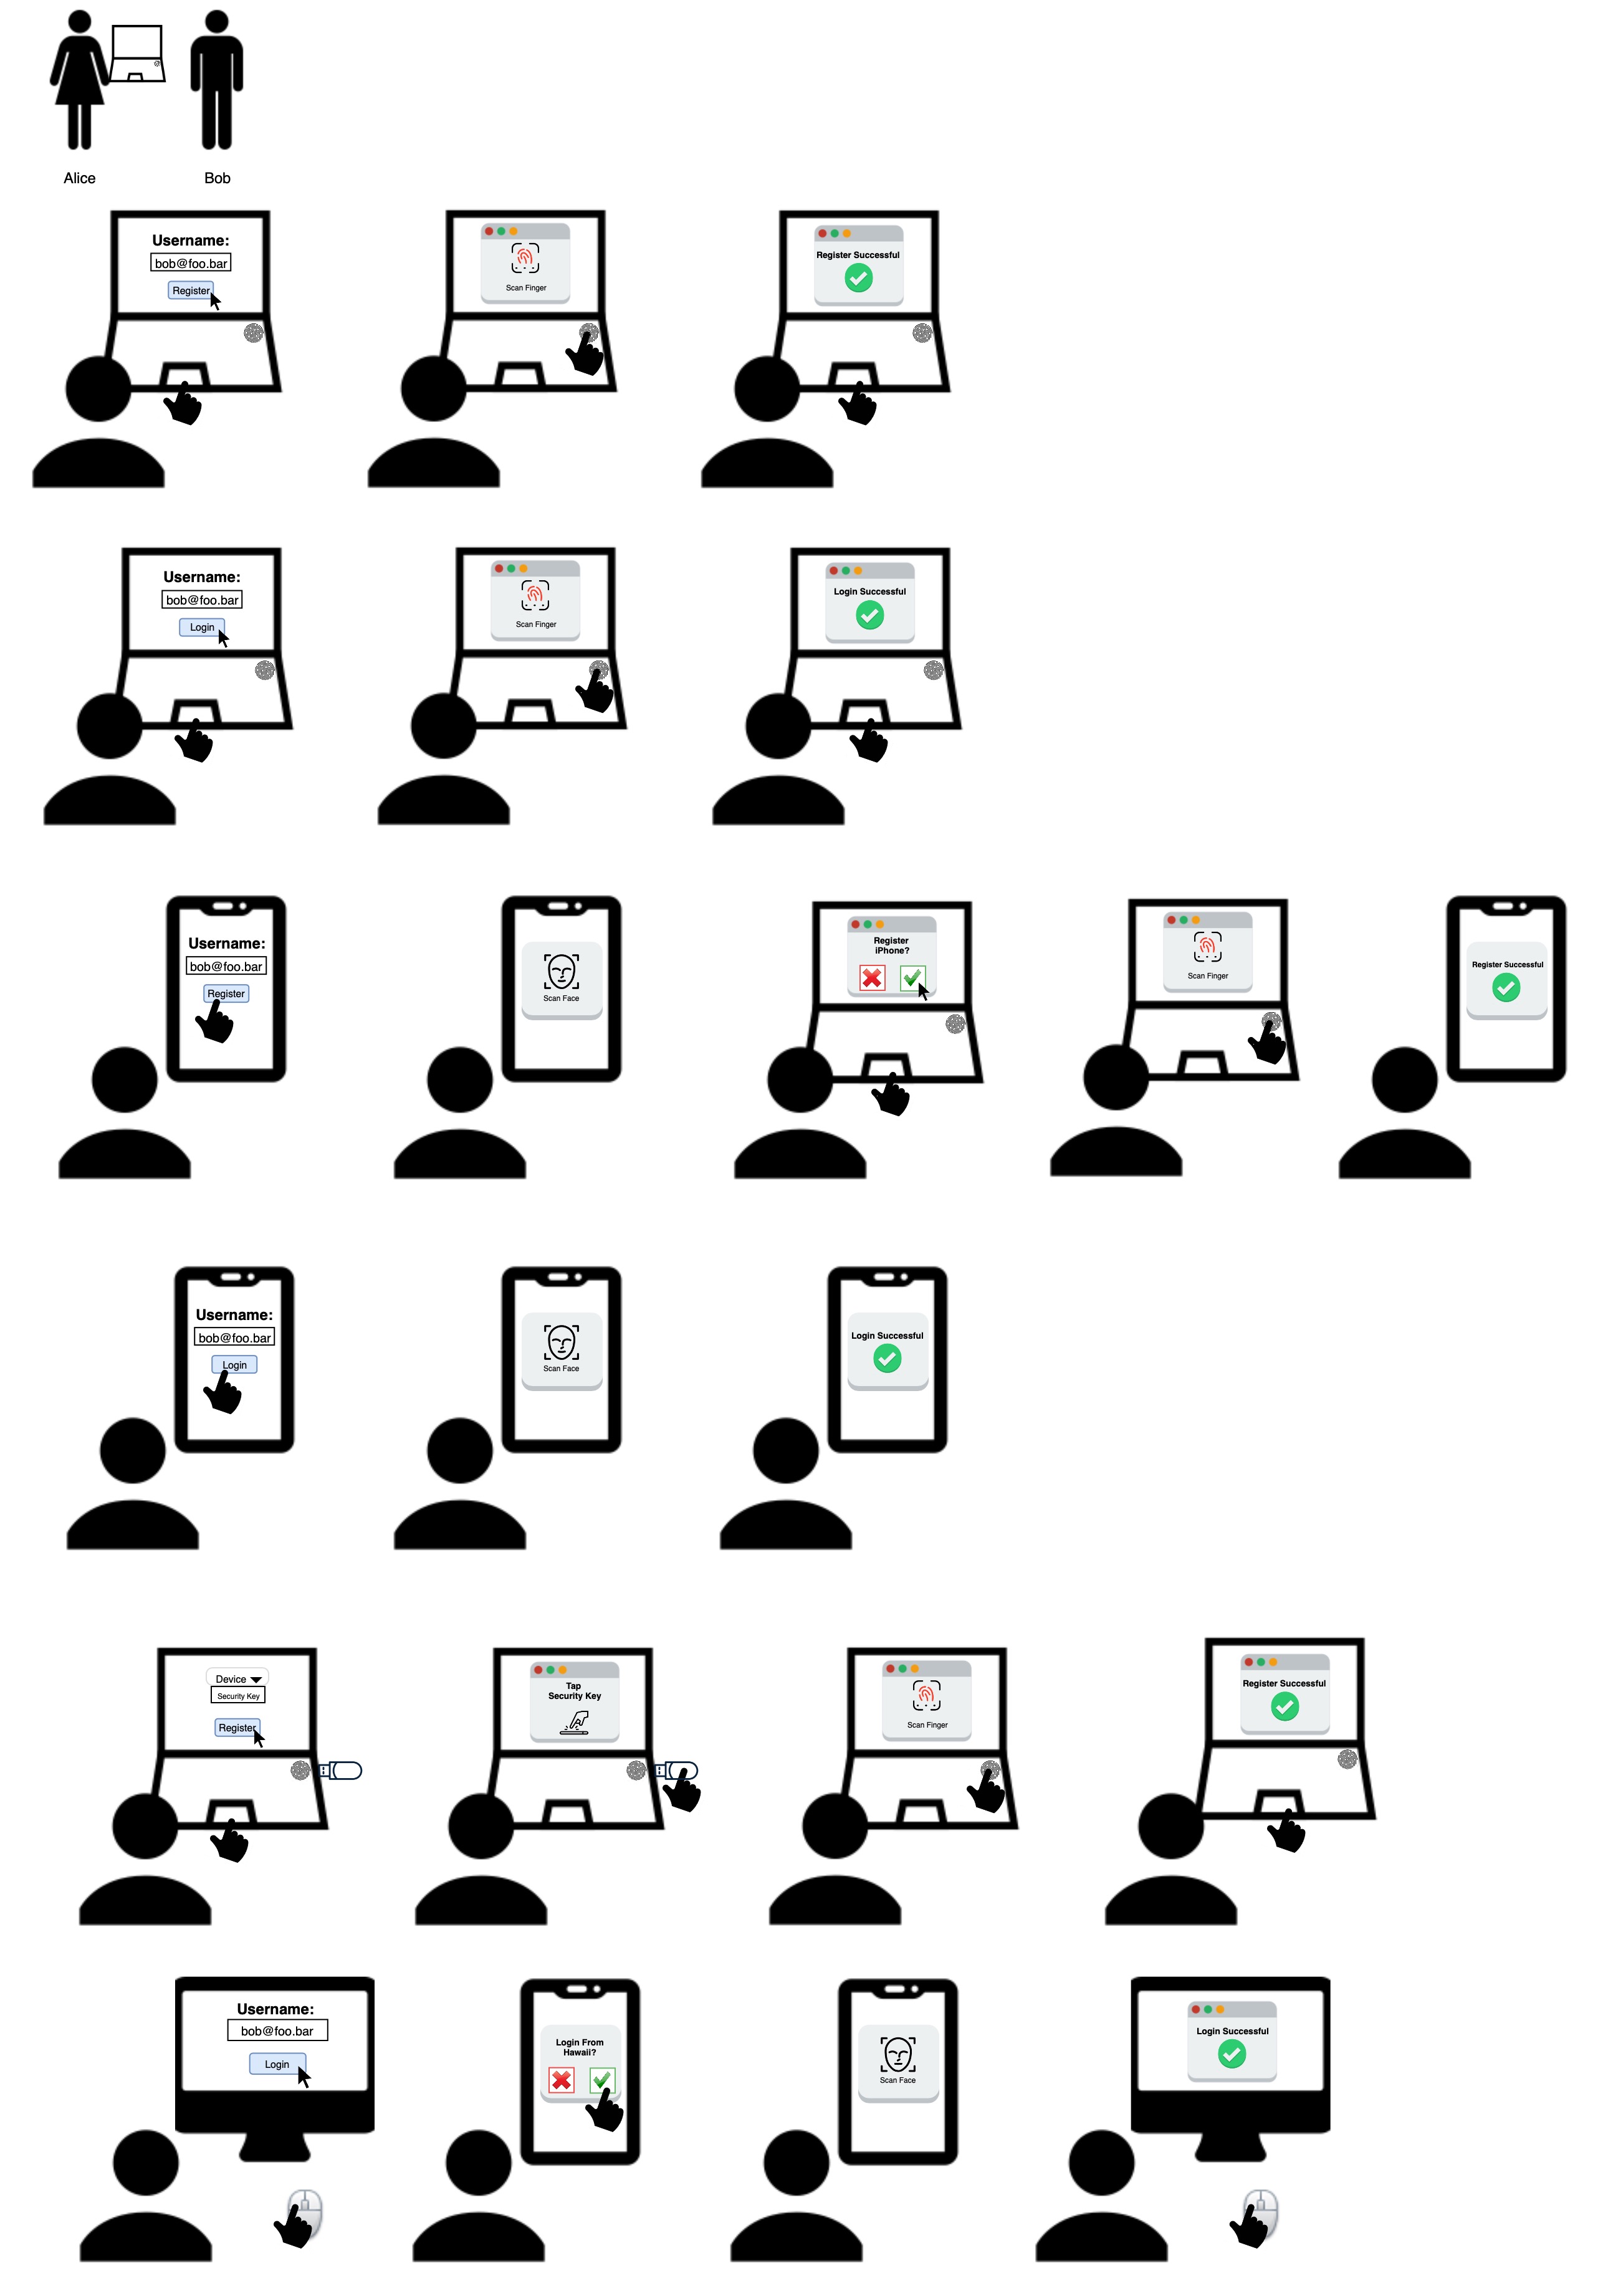 Alice
Bob
Username:
bob@foo.bar
Register
Scan Finger
Register Successful
Username:
bob@foo.bar
Login
Scan Finger
Login Successful
Username:
bob@foo.bar
Register
Scan Face
Register
iPhone?
Scan Finger
Register Successful
Username:
bob@foo.bar
Login
Scan Face
Login Successful
Device
Security Key
Register
Tap
Security Key
Scan Finger
Register Successful
Username:
bob@foo.bar
Login
Login From
Hawaii?
Scan Face
Login Successful